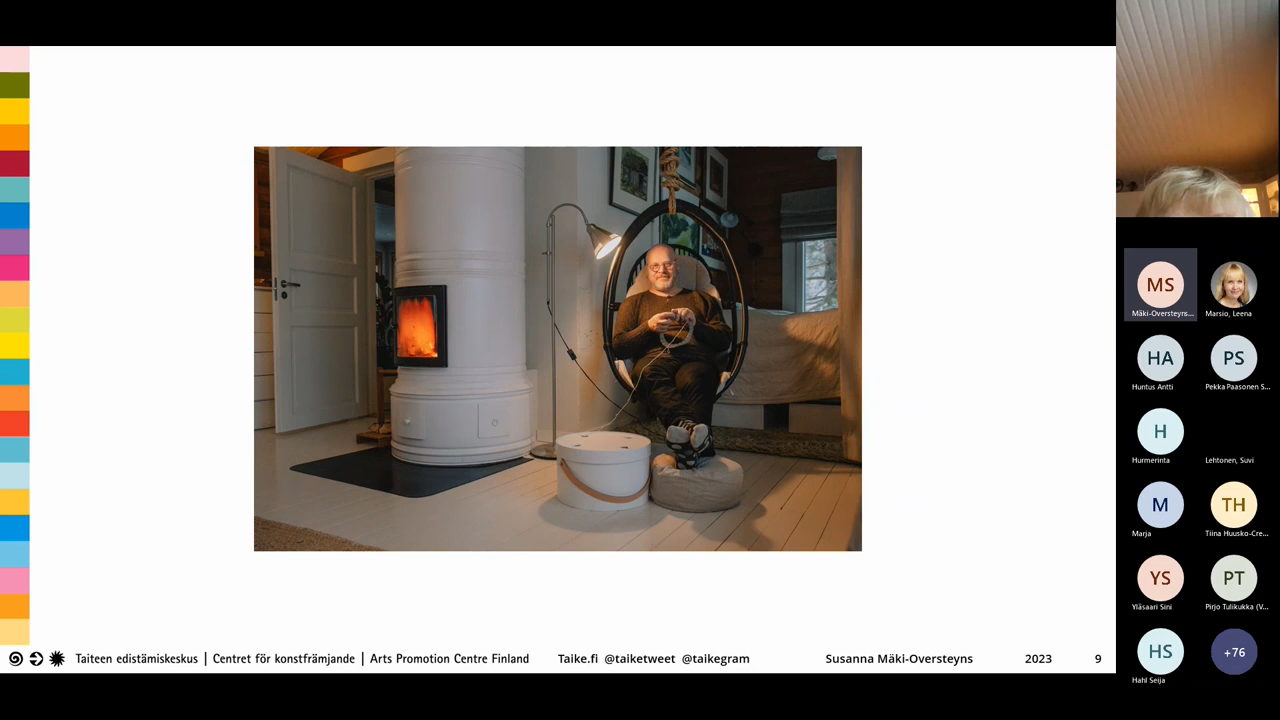 Taiteen edistämiskeskus | Centret för konstfrämjande | Arts Promotion Centre Finland
Taike.fi @taiketweet @taikegram
Susanna Mäki-Oversteyns
2023
9
MS
Mäki-Oversteyns...
Marsio, Leena
HA
Huntus Antti
PS
Pekka Paasonen S...
H
Hurmerinta
Lehtonen, Suvi
M
Marja
TH
Tiina Huusko-Cre...
YS
Yläsaari Sini
PT
Pirjo Tulikukka (V...
HS
Hahl Seija
+76